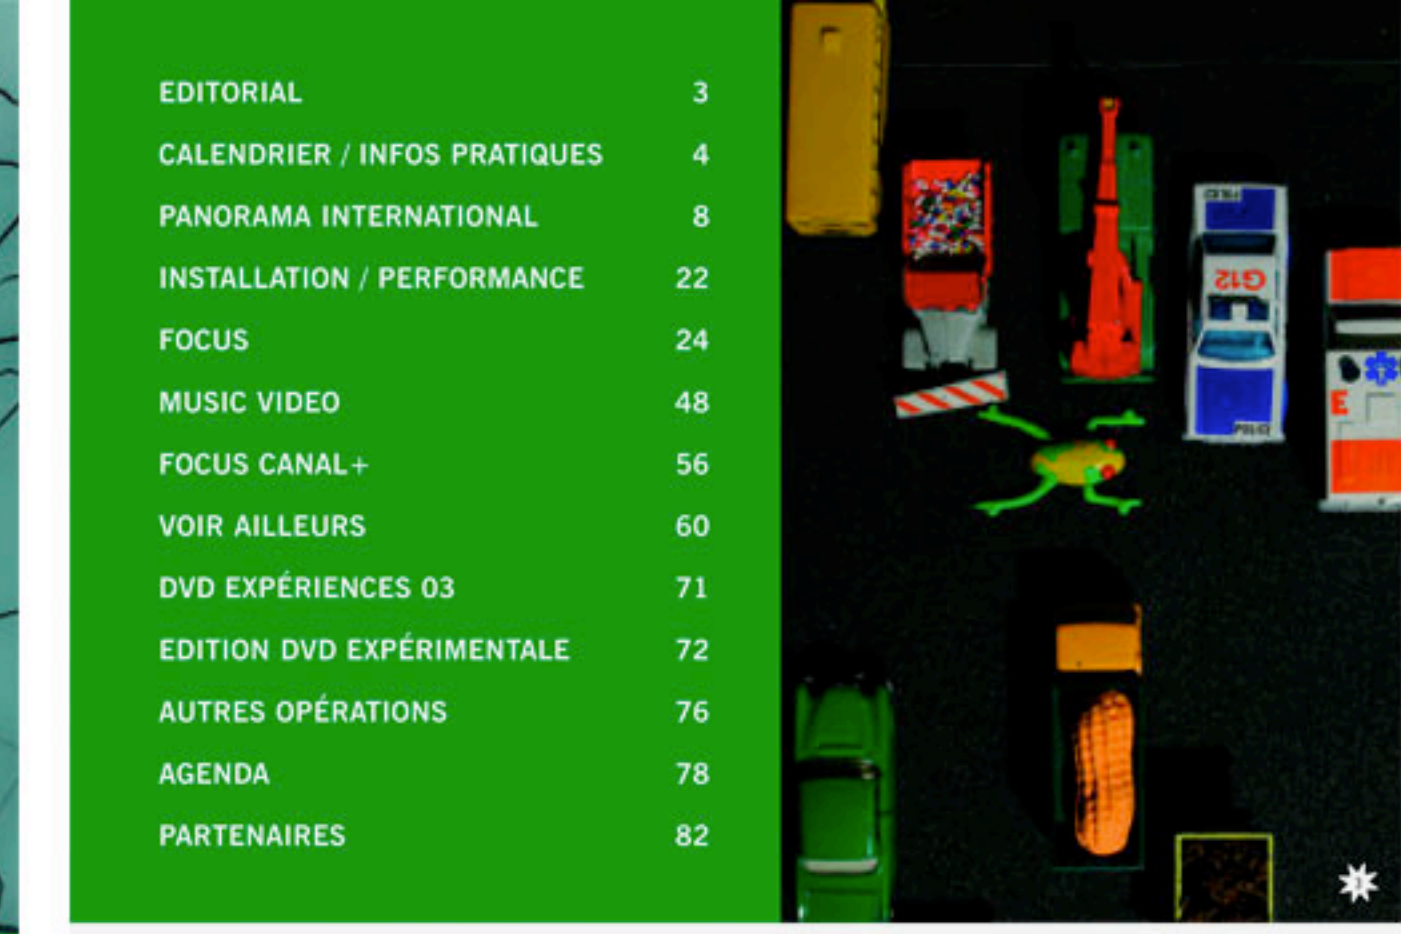 EDITORIAL 3
CALENDRIER / INFOS PRATIQUES 4
PANORAMA INTERNATIONAL 8
INSTALLATION / PERFORMANCE 22
FOCUS 24
MUSIC VIDEO 48
FOCUS CANAL+ 56
VOIR AILLEURS 60
DVD EXPÉRIENCES 03 71
EDITION DVD EXPÉRIMENTALE 72
AUTRES OPÉRATIONS 76
AGENDA 78
PARTENAIRES 82
G12
E